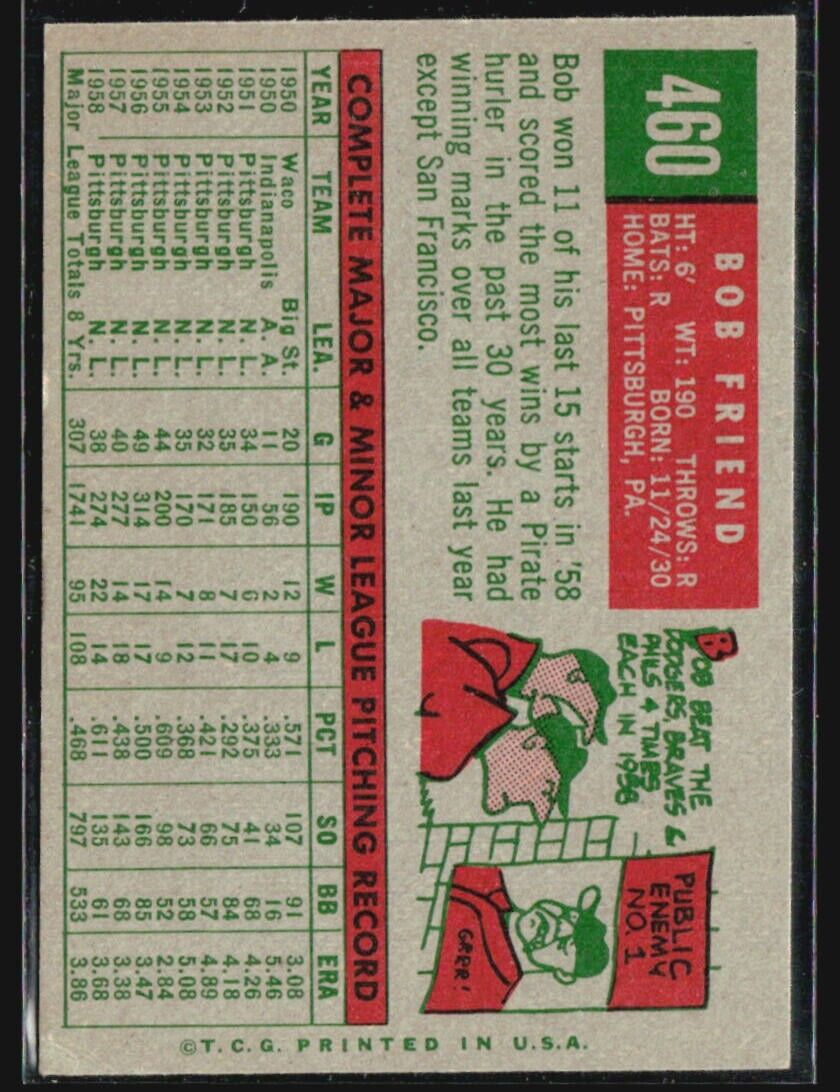 460
BOB FRIEND
HT: 6' WT: 190 THROWS: R
BATS: R BORN: 11/24/30
HOME: PITTSBURGH, PA.
Bob won 11 of his last 15 starts in '58
and scored the most wins by a Pirate
hurler in the past 30 years. He had
winning marks over all teams last year
except San Francisco.
BOB BEAT THE
DODGERS, BRAVES &
PHILS 4 TIMES
EACH IN 1958
PUBLIC
ENEMY
NO. 1
GRRR!
COMPLETE MAJOR & MINOR LEAGUE PITCHING RECORD
YEAR TEAM LEA. G IP W L PCT SO BB ERA
1950 Waco Big St. 20 190 12 9 .571 107 91 3.08
1950 Indianapolis A. A. 11 56 2 4 .333 34 16 5.46
1951 Pittsburgh N. L. 34 150 6 10 .375 41 68 4.26
1952 Pittsburgh N. L. 35 185 7 17 .292 75 84 4.18
1953 Pittsburgh N. L. 32 171 8 11 .421 66 57 4.89
1954 Pittsburgh N. L. 35 170 7 12 .368 73 58 5.08
1955 Pittsburgh N. L. 44 200 14 9 .609 98 52 2.84
1956 Pittsburgh N. L. 49 314 17 17 .500 166 85 3.47
1957 Pittsburgh N. L. 40 277 14 18 .438 143 68 3.38
1958 Pittsburgh N. L. 38 274 22 14 .611 135 61 3.68
Major League Totals 8 Yrs. 307 1741 95 108 .468 797 533 3.86
©T.C.G. PRINTED IN U.S.A.